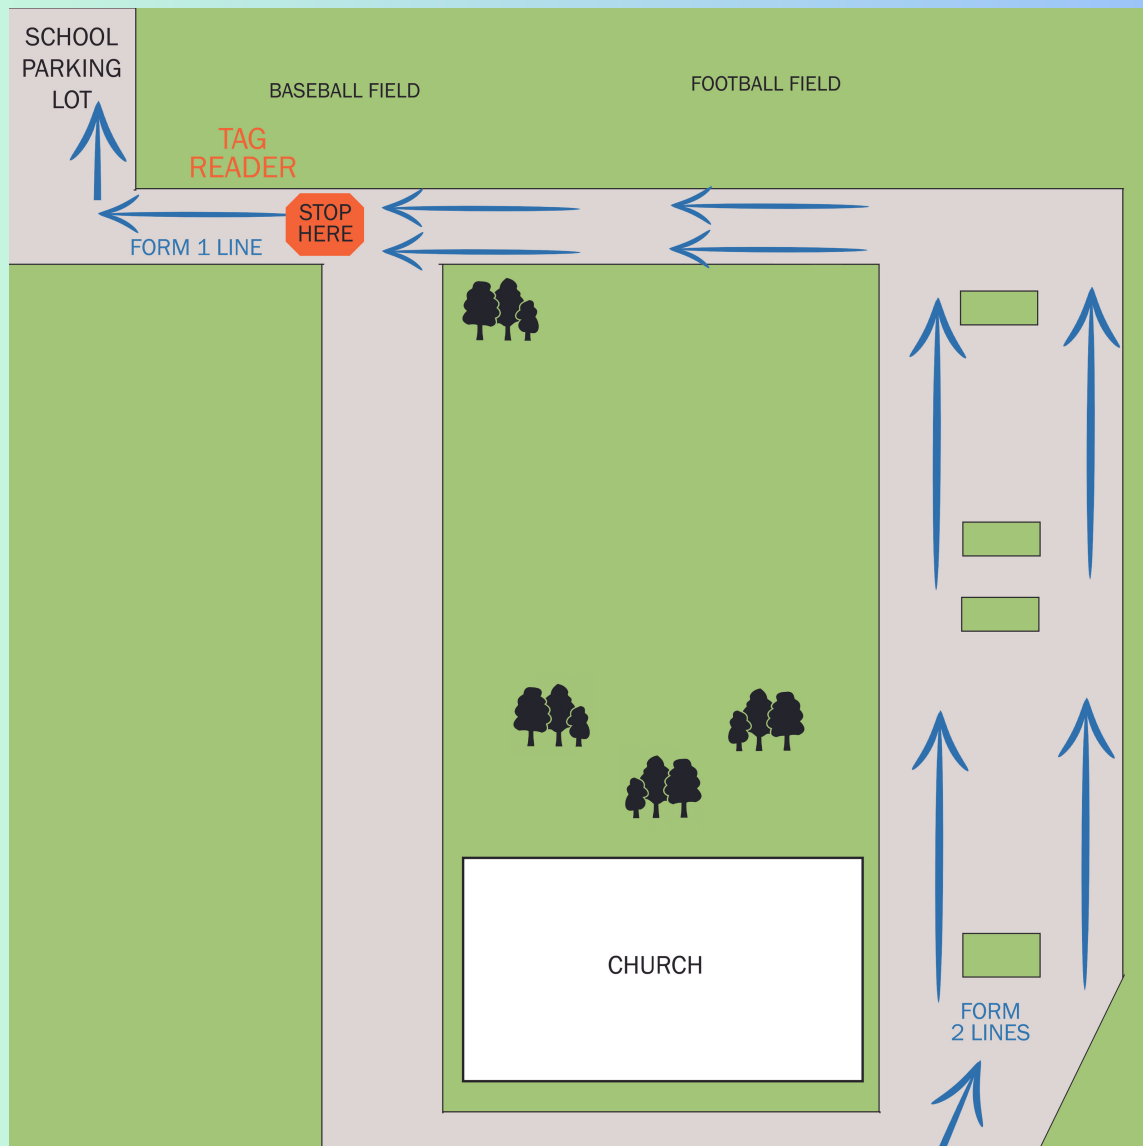 SCHOOL
PARKING
LOT
BASEBALL FIELD
FOOTBALL FIELD
TAG
READER
STOP
HERE
FORM 1 LINE
CHURCH
FORM
2 LINES